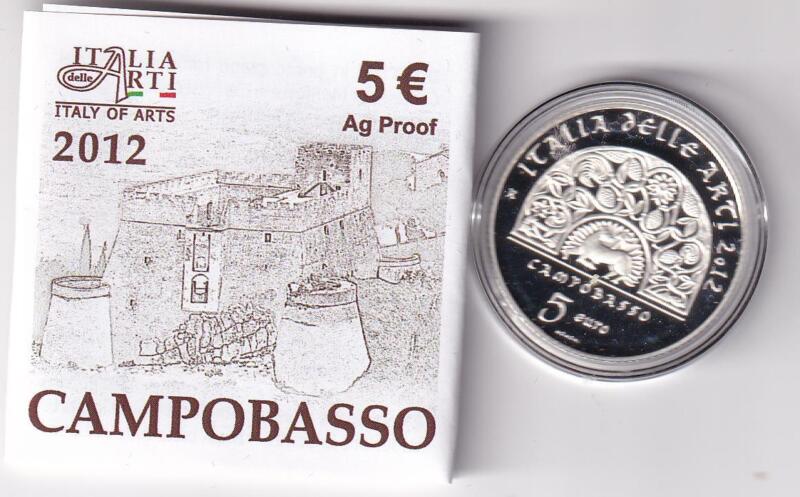 ITALIA
delle ARTI
ITALY OF ARTS
2012
5 €
Ag Proof
CAMPOBASSO
ITALIA DELLE ARTI 2012
CAMPOBASSO
5 euro